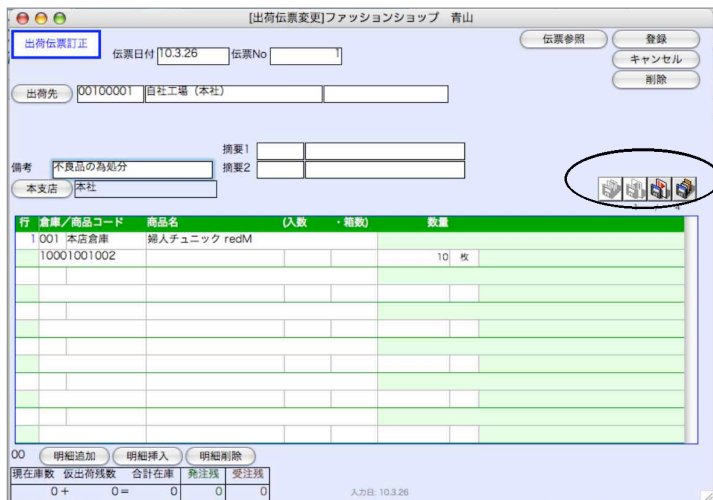 [出荷伝票変更]ファッションショップ 青山
出荷伝票訂正
伝票日付 10.3.26 伝票No 1
伝票参照 登録
キャンセル
削除
出荷先 00100001 自社工場（本社）
摘要1
備考 不良品の為処分 摘要2
本支店 本社
行 倉庫／商品コード 商品名 (入数 ・箱数) 数量
1 001 本店倉庫 婦人チュニック redM
10001001002 10 枚
00 明細追加 明細挿入 明細削除
現在庫数 仮出荷残数 合計在庫 発注残 受注残
0 + 0 = 0 0 0
入力日: 10.3.26